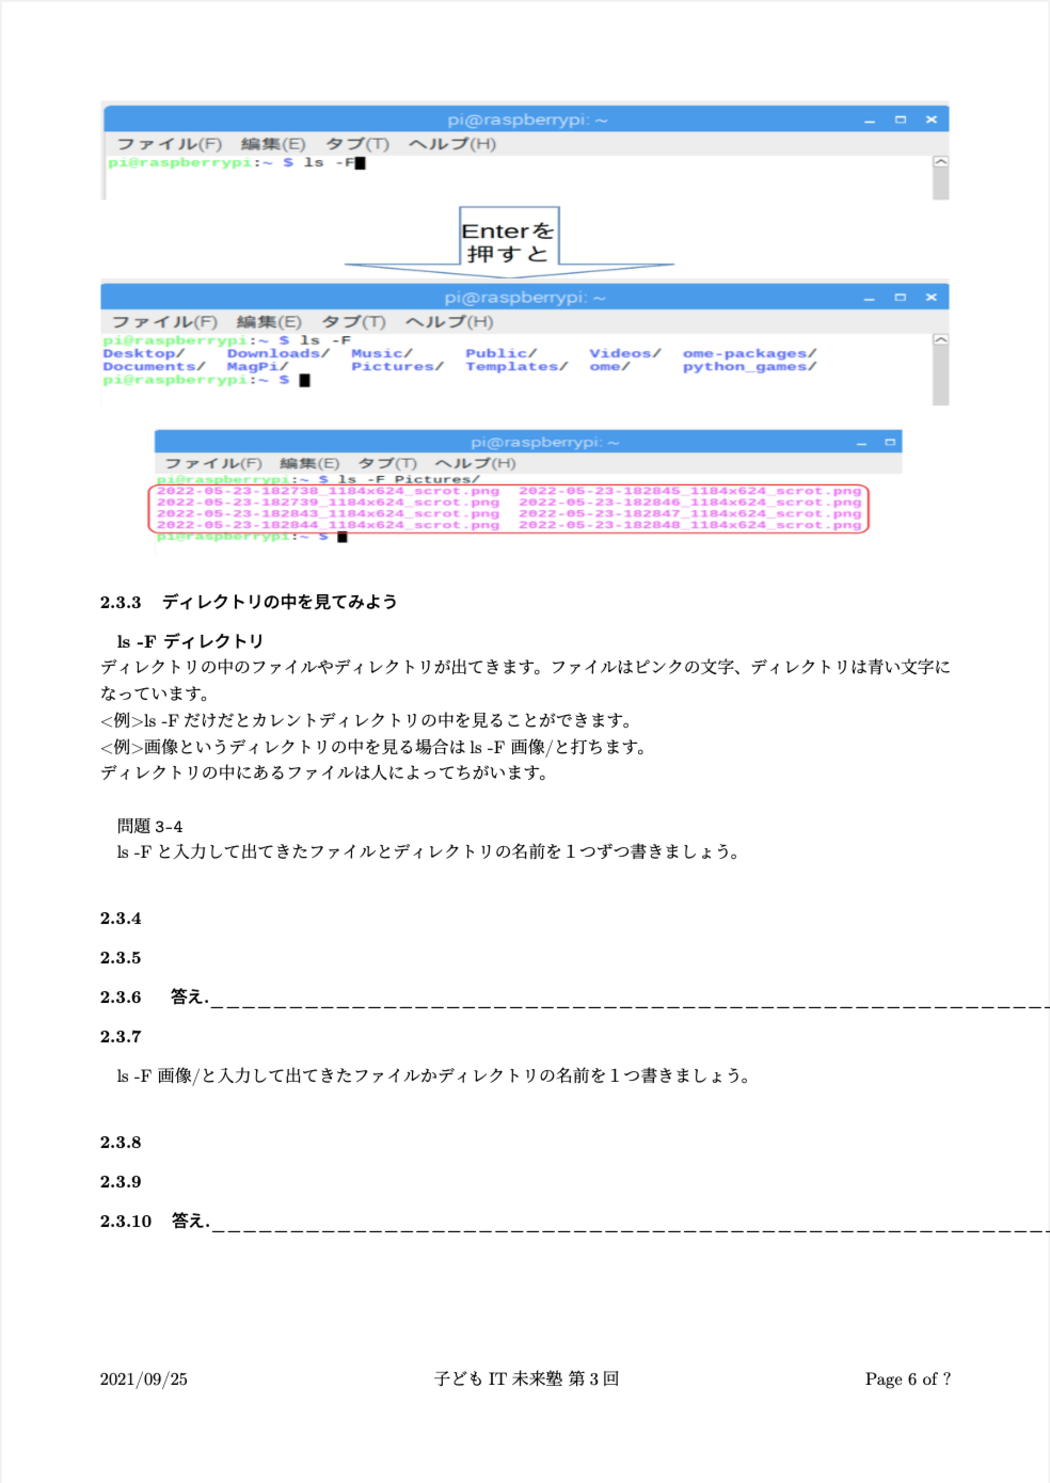 pi@raspberrypi: ~
ファイル(F) 編集(E) タブ(T) ヘルプ(H)
pi@raspberrypi:~ $ ls -F
Enterを
押すと
pi@raspberrypi: ~
ファイル(F) 編集(E) タブ(T) ヘルプ(H)
pi@raspberrypi:~ $ ls -F
Desktop/ Downloads/ Music/ Public/ Videos/ ome-packages/
Documents/ MagPi/ Pictures/ Templates/ ome/ python_games/
pi@raspberrypi:~ $
pi@raspberrypi: ~
ファイル(F) 編集(E) タブ(T) ヘルプ(H)
pi@raspberrypi:~ $ ls -F Pictures/
2022-05-23-182738_1184x624_scrot.png 2022-05-23-182845_1184x624_scrot.png
2022-05-23-182739_1184x624_scrot.png 2022-05-23-182846_1184x624_scrot.png
2022-05-23-182843_1184x624_scrot.png 2022-05-23-182847_1184x624_scrot.png
2022-05-23-182844_1184x624_scrot.png 2022-05-23-182848_1184x624_scrot.png
pi@raspberrypi:~ $
2.3.3 ディレクトリの中を見てみよう
ls -F ディレクトリ
ディレクトリの中のファイルやディレクトリが出てきます。ファイルはピンクの文字、ディレクトリは青い文字に
なっています。
<例>ls -F だけだとカレントディレクトリの中を見ることができます。
<例>画像というディレクトリの中を見る場合は ls -F 画像/と打ちます。
ディレクトリの中にあるファイルは人によってちがいます。
問題 3-4
ls -F と入力して出てきたファイルとディレクトリの名前を１つずつ書きましょう。
2.3.4
2.3.5
2.3.6 答え.______________________________________________________
2.3.7
ls -F 画像/と入力して出てきたファイルかディレクトリの名前を１つ書きましょう。
2.3.8
2.3.9
2.3.10 答え.______________________________________________________
2021/09/25 子ども IT 未来塾 第 3 回 Page 6 of ?